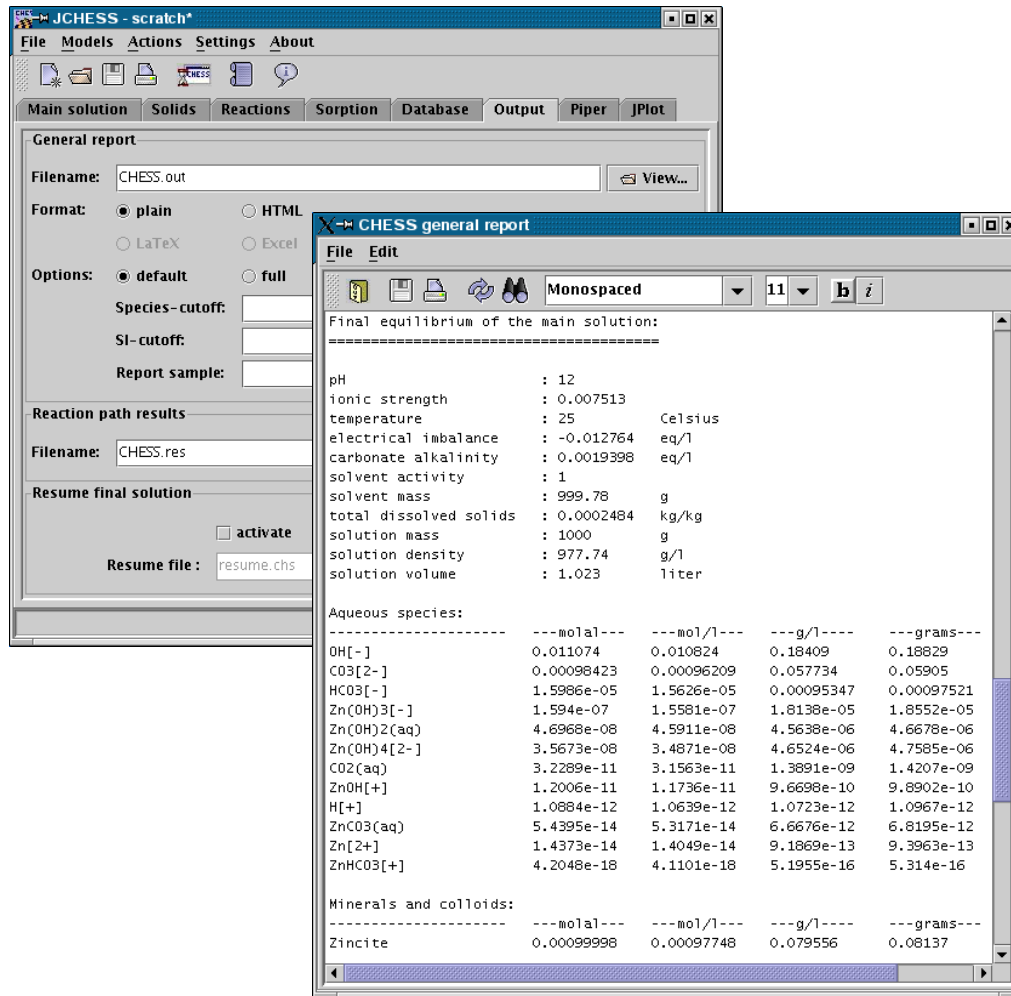 JCHESS - scratch*
File Models Actions Settings About
CHESS
Main solution Solids Reactions Sorption Database Output Piper JPlot
General report
Filename: CHESS.out View...
Format: plain HTML
LaTeX Excel
Options: default full
Species-cutoff:
SI-cutoff:
Report sample:
Reaction path results
Filename: CHESS.res
Resume final solution
activate
Resume file : resume.chs
CHESS general report
File Edit
Monospaced 11 b i
Final equilibrium of the main solution:
=======================================
pH : 12
ionic strength : 0.007513
temperature : 25 Celsius
electrical imbalance : -0.012764 eq/l
carbonate alkalinity : 0.0019398 eq/l
solvent activity : 1
solvent mass : 999.78 g
total dissolved solids : 0.0002484 kg/kg
solution mass : 1000 g
solution density : 977.74 g/l
solution volume : 1.023 liter
Aqueous species:
--------------------- ---molal--- ---mol/l--- ---g/l---- ---grams---
OH[-] 0.011074 0.010824 0.18409 0.18829
CO3[2-] 0.00098423 0.00096209 0.057734 0.05905
HCO3[-] 1.5986e-05 1.5626e-05 0.00095347 0.00097521
Zn(OH)3[-] 1.594e-07 1.5581e-07 1.8138e-05 1.8552e-05
Zn(OH)2(aq) 4.6968e-08 4.5911e-08 4.5638e-06 4.6678e-06
Zn(OH)4[2-] 3.5673e-08 3.4871e-08 4.6524e-06 4.7585e-06
CO2(aq) 3.2289e-11 3.1563e-11 1.3891e-09 1.4207e-09
ZnOH[+] 1.2006e-11 1.1736e-11 9.6698e-10 9.8902e-10
H[+] 1.0884e-12 1.0639e-12 1.0723e-12 1.0967e-12
ZnCO3(aq) 5.4395e-14 5.3171e-14 6.6676e-12 6.8195e-12
Zn[2+] 1.4373e-14 1.4049e-14 9.1869e-13 9.3963e-13
ZnHCO3[+] 4.2048e-18 4.1101e-18 5.1955e-16 5.314e-16
Minerals and colloids:
--------------------- ---molal--- ---mol/l--- ---g/l---- ---grams---
Zincite 0.00099998 0.00097748 0.079556 0.08137